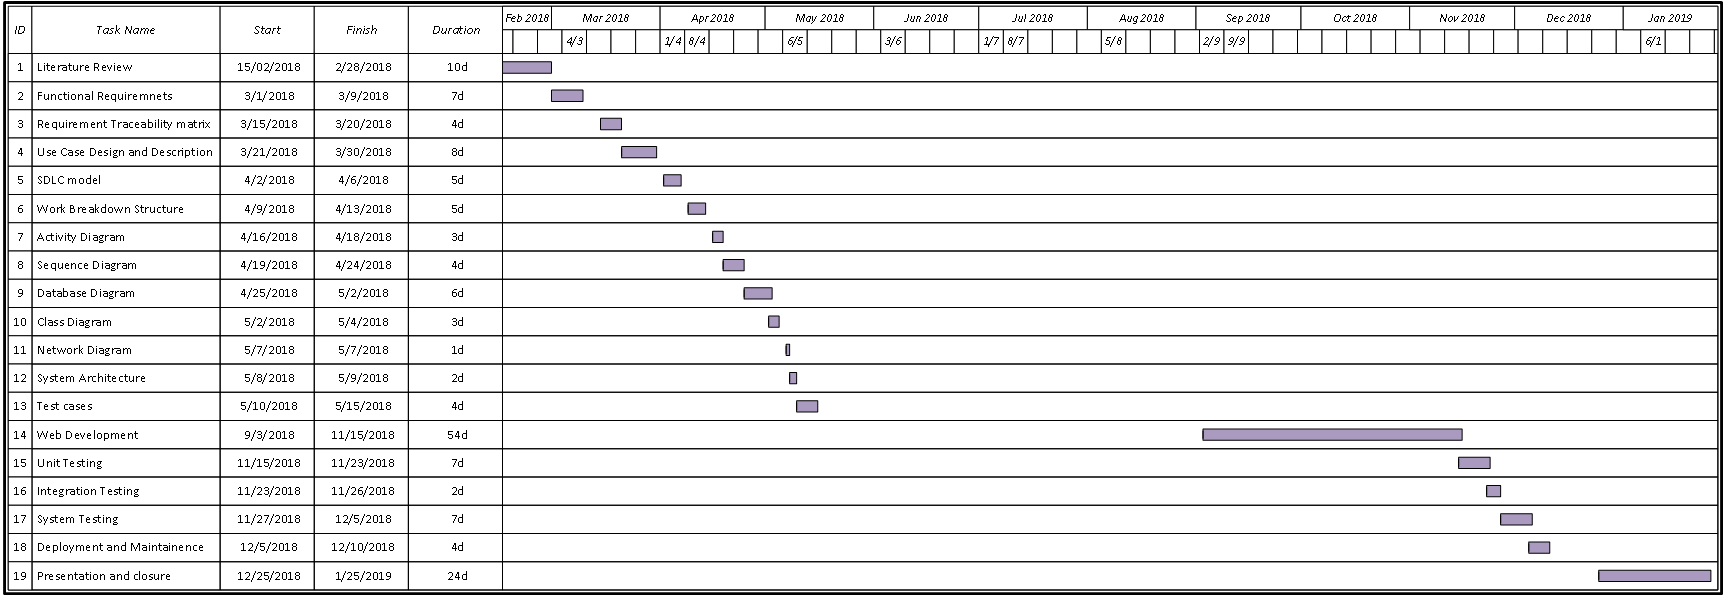 ID Task Name Start Finish Duration Feb 2018 Mar 2018 Apr 2018 May 2018 Jun 2018 Jul 2018 Aug 2018 Sep 2018 Oct 2018 Nov 2018 Dec 2018 Jan 2019
4/3 1/4 8/4 6/5 3/6 1/7 8/7 5/8 2/9 9/9 6/1
1 Literature Review 15/02/2018 2/28/2018 10d
2 Functional Requiremnets 3/1/2018 3/9/2018 7d
3 Requirement Traceability matrix 3/15/2018 3/20/2018 4d
4 Use Case Design and Description 3/21/2018 3/30/2018 8d
5 SDLC model 4/2/2018 4/6/2018 5d
6 Work Breakdown Structure 4/9/2018 4/13/2018 5d
7 Activity Diagram 4/16/2018 4/18/2018 3d
8 Sequence Diagram 4/19/2018 4/24/2018 4d
9 Database Diagram 4/25/2018 5/2/2018 6d
10 Class Diagram 5/2/2018 5/4/2018 3d
11 Network Diagram 5/7/2018 5/7/2018 1d
12 System Architecture 5/8/2018 5/9/2018 2d
13 Test cases 5/10/2018 5/15/2018 4d
14 Web Development 9/3/2018 11/15/2018 54d
15 Unit Testing 11/15/2018 11/23/2018 7d
16 Integration Testing 11/23/2018 11/26/2018 2d
17 System Testing 11/27/2018 12/5/2018 7d
18 Deployment and Maintainence 12/5/2018 12/10/2018 4d
19 Presentation and closure 12/25/2018 1/25/2019 24d